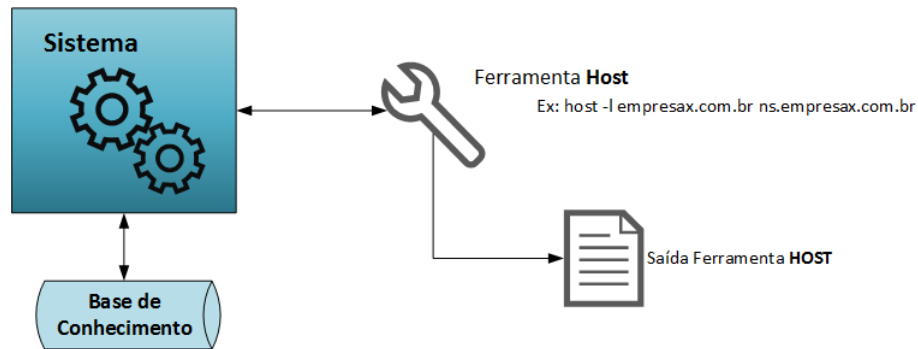 Sistema
Ferramenta Host
Ex: host -l empresax.com.br ns.empresax.com.br
Saída Ferramenta HOST
Base de
Conhecimento